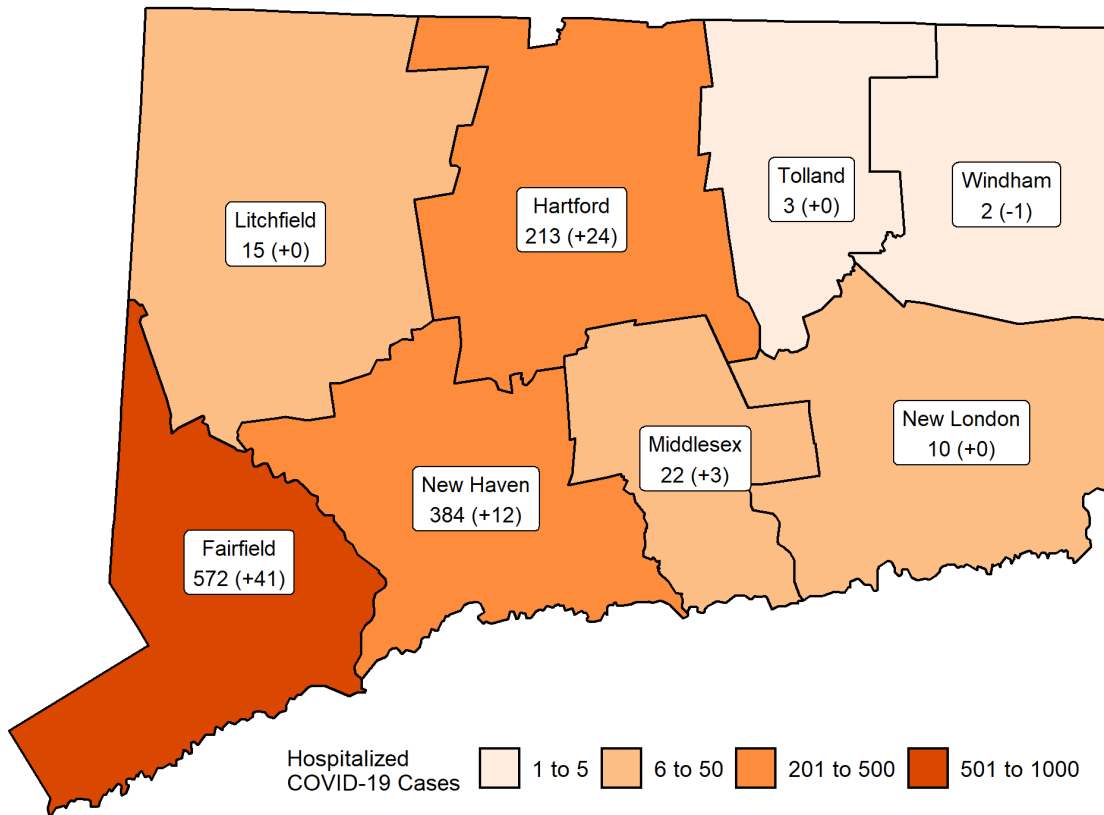 Tolland
3 (+0)
Windham
2 (-1)
Hartford
213 (+24)
Litchfield
15 (+0)
New London
10 (+0)
Middlesex
22 (+3)
New Haven
384 (+12)
Fairfield
572 (+41)
Hospitalized
COVID-19 Cases
1 to 5
6 to 50
201 to 500
501 to 1000